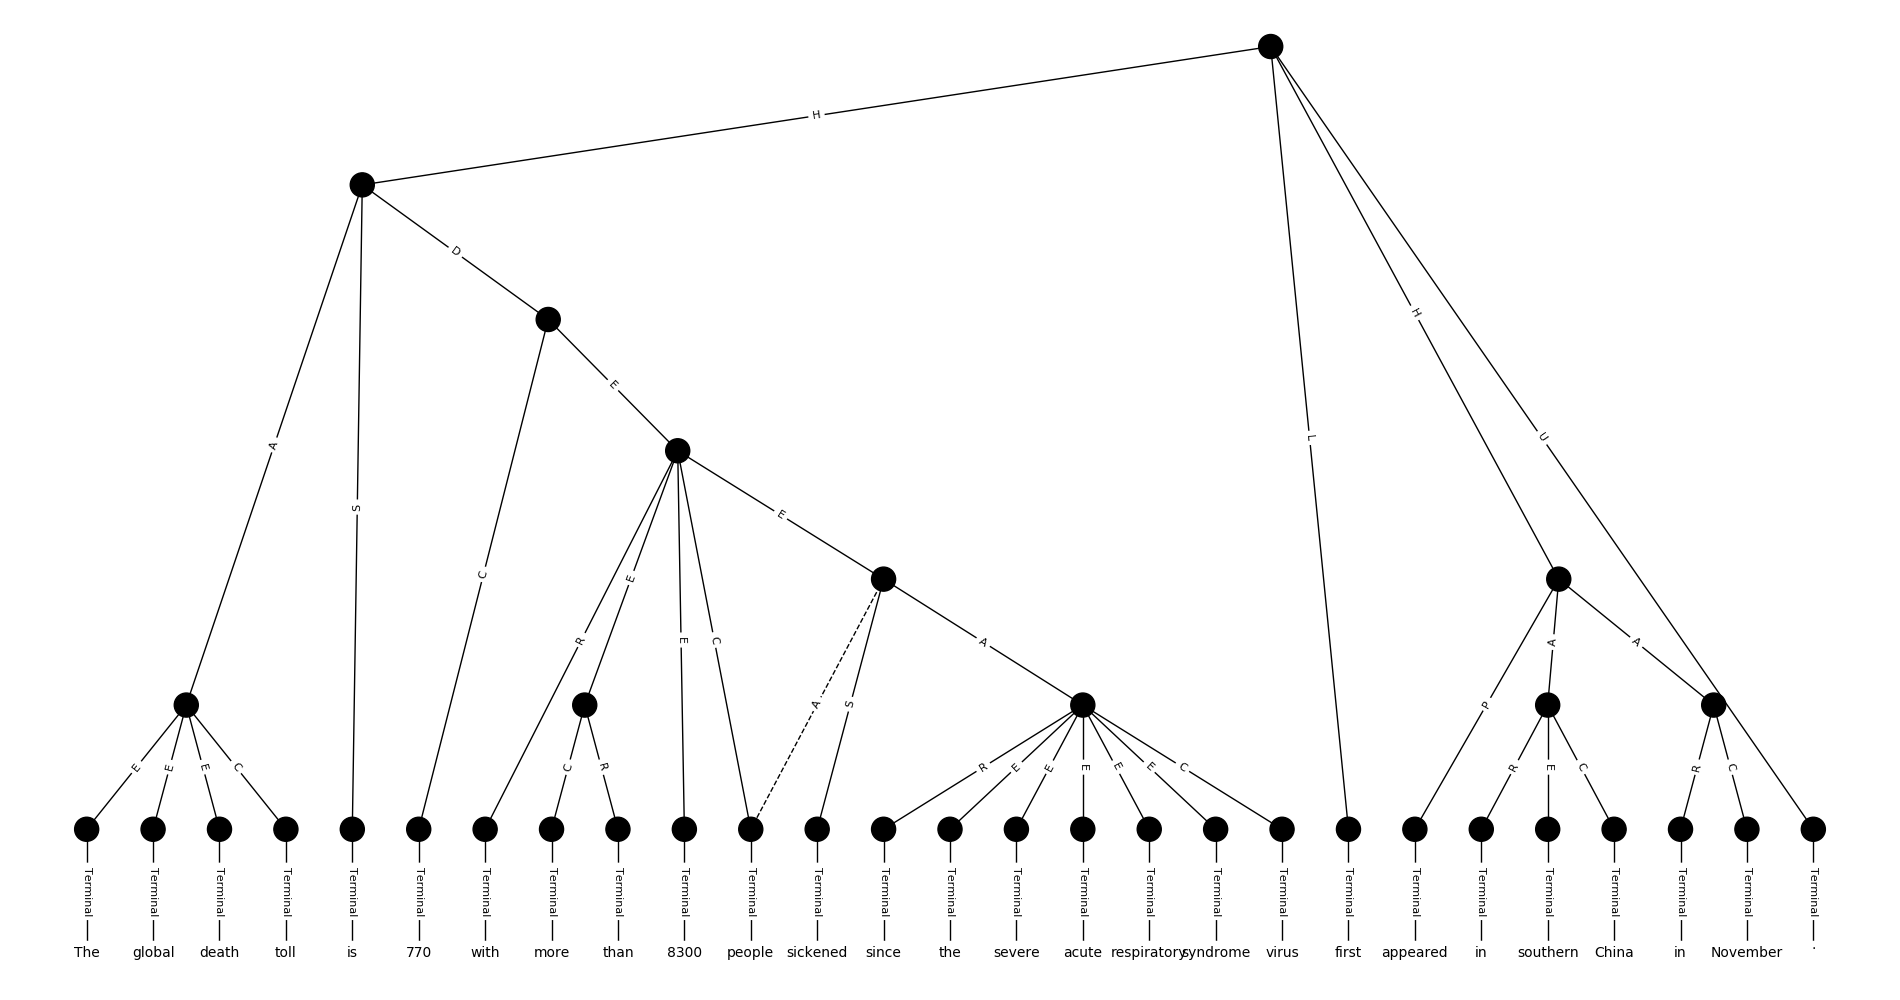 H
D
A
S
E
C
L
H
U
E
R
E
E
C
A
S
A
P
A
A
E
E
E
C
C
R
R
E
E
E
E
E
C
R
E
C
R
C
Terminal Terminal Terminal Terminal Terminal Terminal Terminal Terminal Terminal Terminal Terminal Terminal Terminal Terminal Terminal Terminal Terminal Terminal Terminal Terminal Terminal Terminal Terminal Terminal Terminal Terminal Terminal
The global death toll is 770 with more than 8300 people sickened since the severe acute respiratory syndrome virus first appeared in southern China in November .